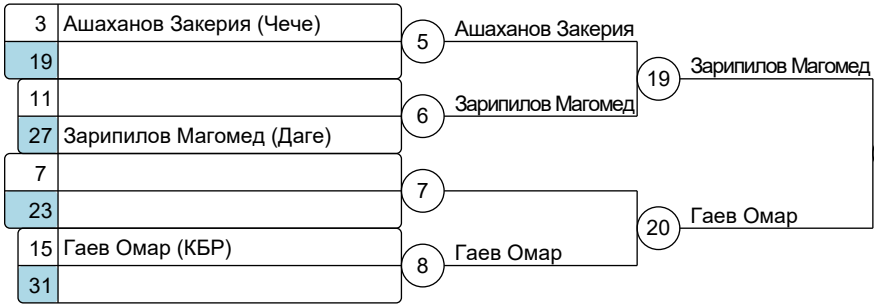 3 Ашаханов Закерия (Чече)
19
11
27 Зарипилов Магомед (Даге)
7
23
15 Гаев Омар (КБР)
31
5 Ашаханов Закерия
6 Зарипилов Магомед
7
8 Гаев Омар
19 Зарипилов Магомед
20 Гаев Омар